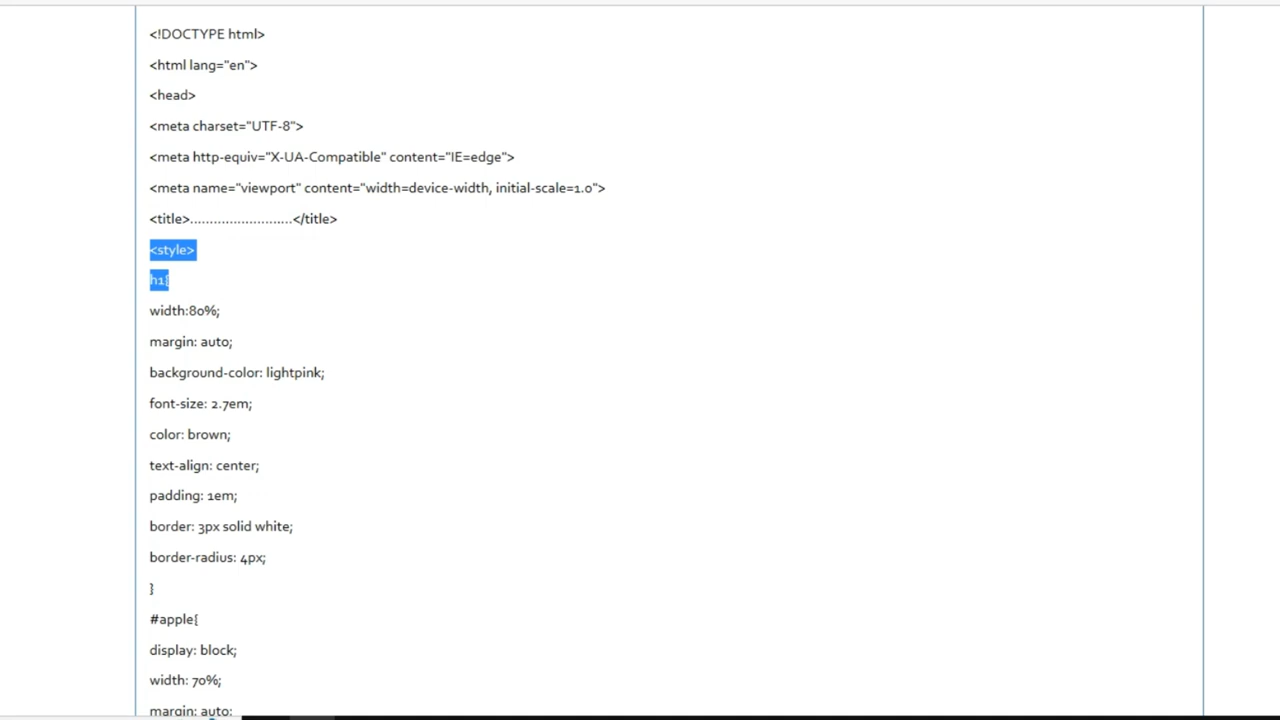 <!DOCTYPE html>
<html lang="en">
<head>
<meta charset="UTF-8">
<meta http-equiv="X-UA-Compatible" content="IE=edge">
<meta name="viewport" content="width=device-width, initial-scale=1.0">
<title>..........................</title>
<style>
h1{
width:80%;
margin: auto;
background-color: lightpink;
font-size: 2.7em;
color: brown;
text-align: center;
padding: 1em;
border: 3px solid white;
border-radius: 4px;
}
#apple{
display: block;
width: 70%;
margin: auto;